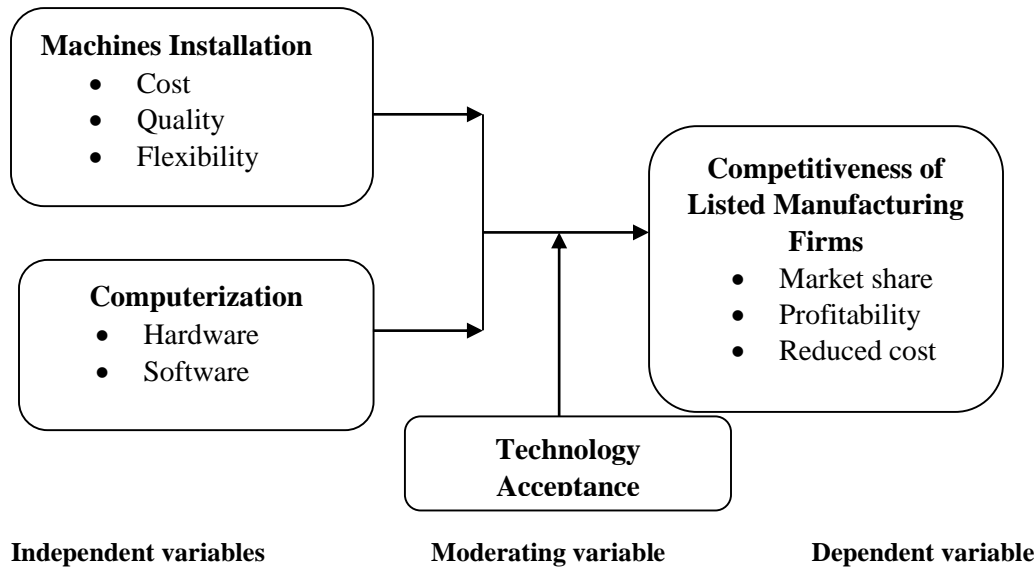 Machines Installation
• Cost
• Quality
• Flexibility
Computerization
• Hardware
• Software
Technology
Acceptance
Competitiveness of
Listed Manufacturing
Firms
• Market share
• Profitability
• Reduced cost
Independent variables Moderating variable Dependent variable